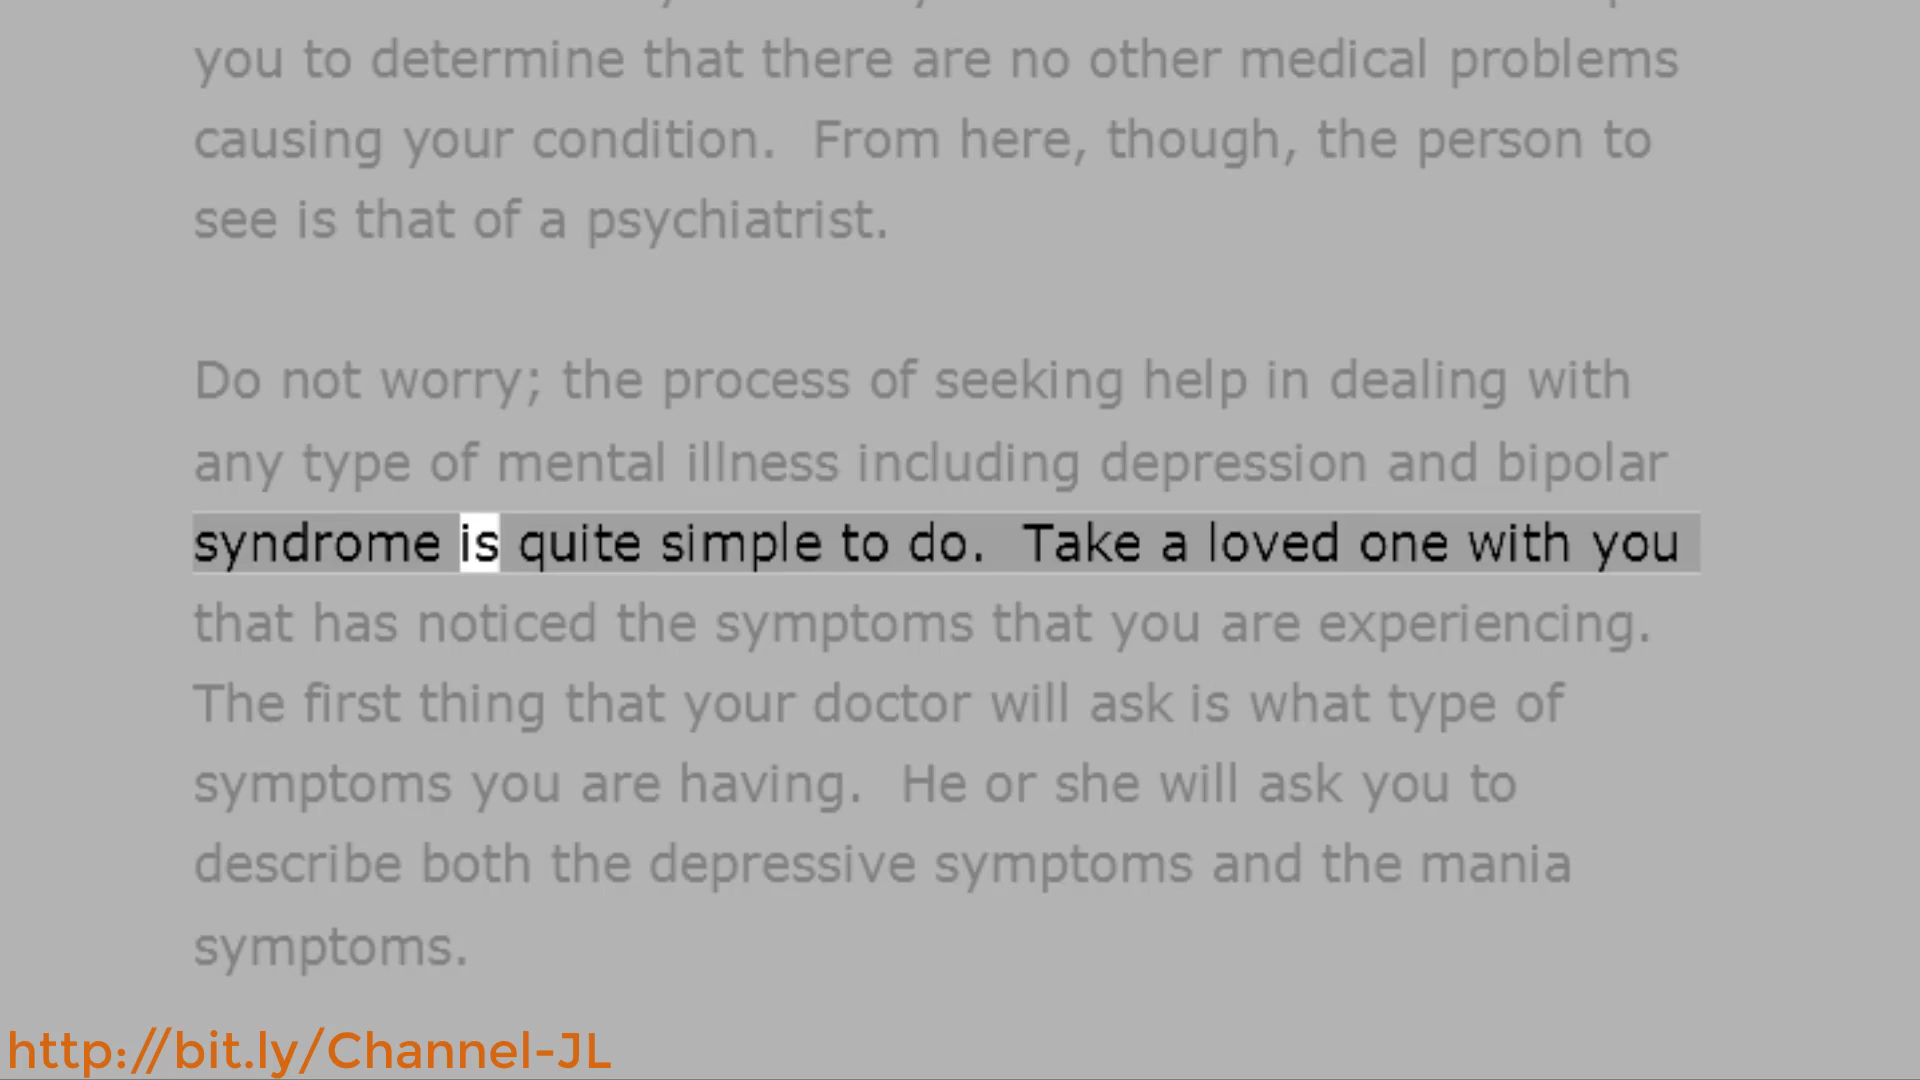 you to determine that there are no other medical problems
causing your condition.  From here, though, the person to
see is that of a psychiatrist.
Do not worry; the process of seeking help in dealing with
any type of mental illness including depression and bipolar
syndrome is quite simple to do.  Take a loved one with you
that has noticed the symptoms that you are experiencing.
The first thing that your doctor will ask is what type of
symptoms you are having.  He or she will ask you to
describe both the depressive symptoms and the mania
symptoms.
http://bit.ly/Channel-JL